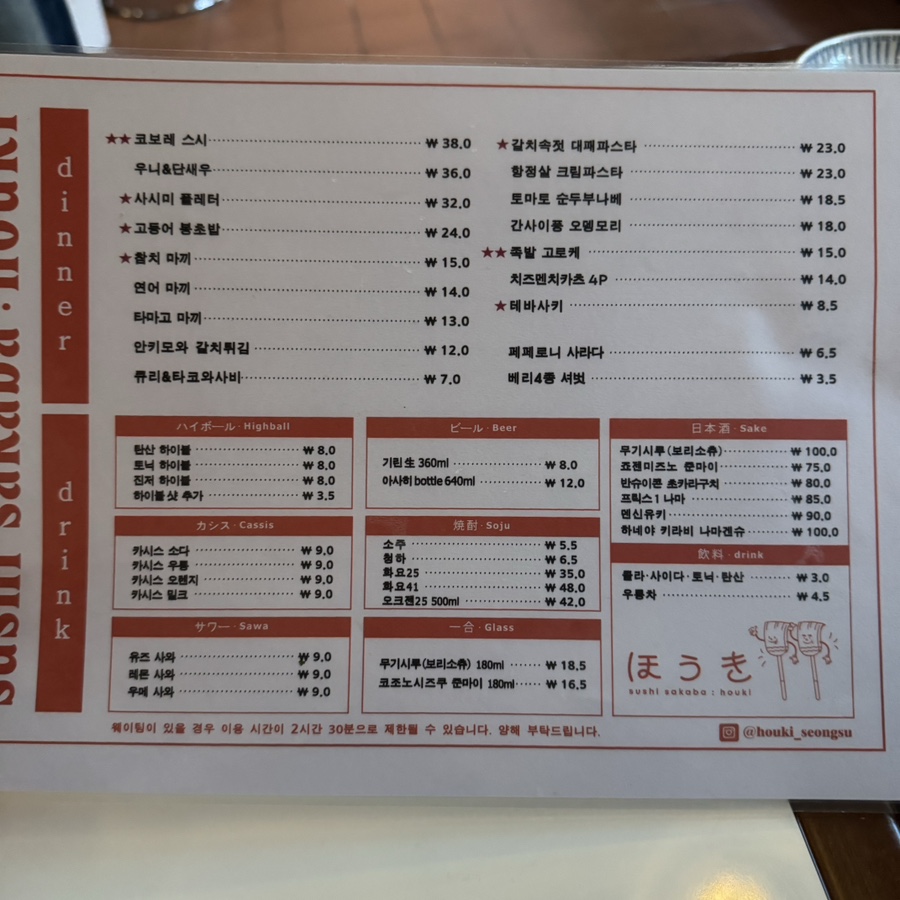 sushi sakaba · houki
dinner
★★ 코보레 스시 ₩ 38.0
우니&단새우 ₩ 36.0
★ 사시미 플레터 ₩ 32.0
★ 고등어 봉초밥 ₩ 24.0
★ 참치 마끼 ₩ 15.0
연어 마끼 ₩ 14.0
타마고 마끼 ₩ 13.0
안키모와 갈치튀김 ₩ 12.0
큐리&타코와사비 ₩ 7.0
★ 갈치속젓 대패파스타 ₩ 23.0
항정살 크림파스타 ₩ 23.0
토마토 순두부나베 ₩ 18.5
간사이풍 오뎅모리 ₩ 18.0
★★ 족발 고로케 ₩ 15.0
치즈멘치카츠 4P ₩ 14.0
★ 테바사키 ₩ 8.5
페페로니 사라다 ₩ 6.5
베리4종 셔벗 ₩ 3.5
drink
ハイボール · Highball
탄산 하이볼 ₩ 8.0
토닉 하이볼 ₩ 8.0
진저 하이볼 ₩ 8.0
하이볼 샷 추가 ₩ 3.5
カシス · Cassis
카시스 소다 ₩ 9.0
카시스 우롱 ₩ 9.0
카시스 오렌지 ₩ 9.0
카시스 밀크 ₩ 9.0
サワー · Sawa
유즈 사와 ₩ 9.0
레몬 사와 ₩ 9.0
우메 사와 ₩ 9.0
ビール · Beer
기린 生 360ml ₩ 8.0
아사히 bottle 640ml ₩ 12.0
焼酎 · Soju
소주 ₩ 5.5
청하 ₩ 6.5
화요25 ₩ 35.0
화요41 ₩ 48.0
오크젠25 500ml ₩ 42.0
一合 · Glass
무기시루(보리소츄) 180ml ₩ 18.5
코조노시즈쿠 준마이 180ml ₩ 16.5
日本酒 · Sake
무기시루(보리소츄) ₩ 100.0
죠젠미즈노 쥰마이 ₩ 75.0
반슈이콘 초카라구치 ₩ 80.0
프릭스1 나마 ₩ 85.0
덴신유키 ₩ 90.0
하네야 키라비 나마겐슈 ₩ 100.0
飲料 · drink
콜라·사이다·토닉·탄산 ₩ 3.0
우롱차 ₩ 4.5
ほうき
sushi sakaba : houki
웨이팅이 있을 경우 이용 시간이 2시간 30분으로 제한될 수 있습니다. 양해 부탁드립니다.
@houki_seongsu